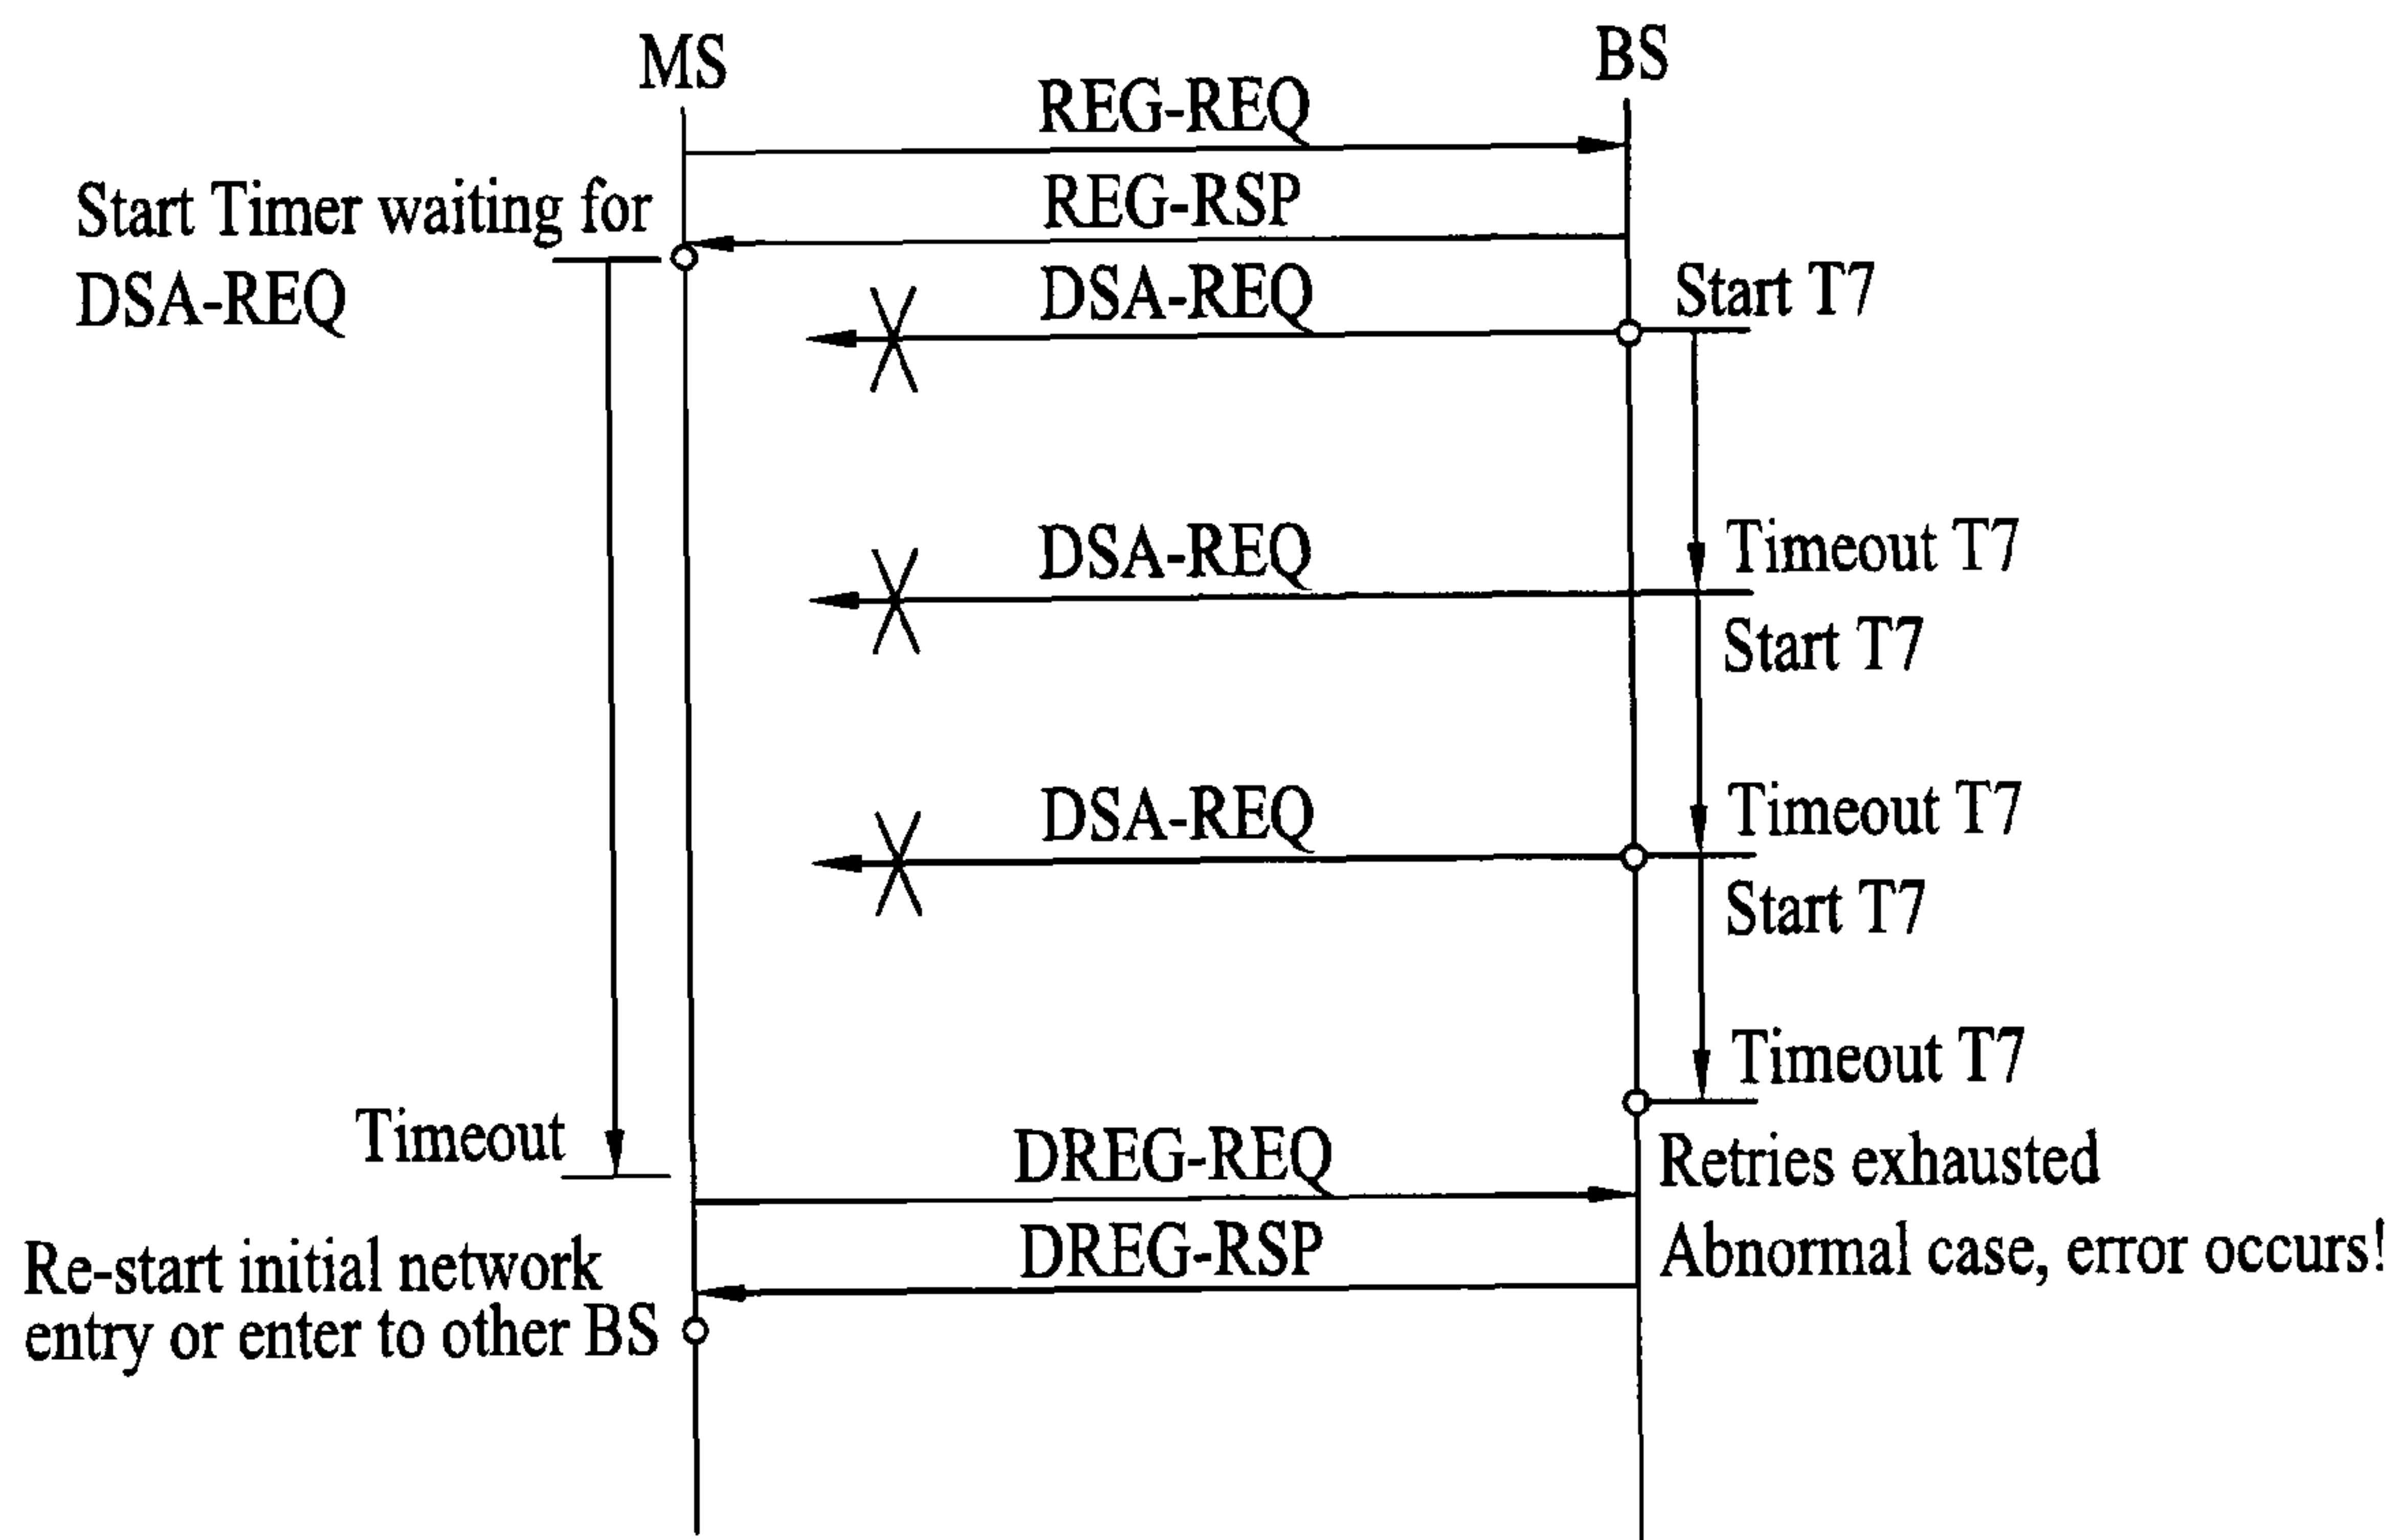 MS
BS
REG-REQ
REG-RSP
Start Timer waiting for
DSA-REQ
DSA-REQ
Start T7
DSA-REQ
Timeout T7
Start T7
DSA-REQ
Timeout T7
Start T7
Timeout T7
Timeout
DREG-REQ
Retries exhausted
DREG-RSP
Abnormal case, error occurs!
Re-start initial network
entry or enter to other BS